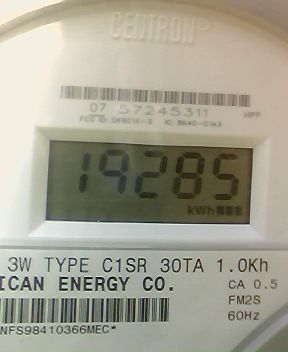 CENTRON®
07 57245311 HPP
19285
kWh
3W TYPE C1SR 30TA 1.0Kh
ICAN ENERGY CO. CA 0.5
FM2S
60Hz
NFS98410366MEC*